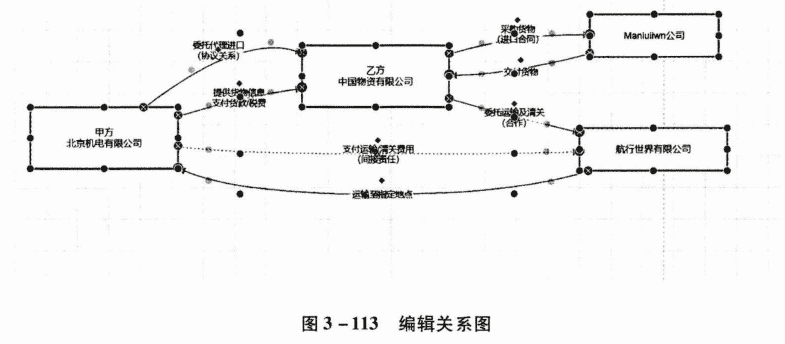 采购货物
(进口合同)
Manluiiwn公司
委托代理进口
(协议关系)
乙方
中国物资有限公司
交付货物
提供货物信息
支付货款/税费
委托运输及清关
(合作)
甲方
北京机电有限公司
支付运输/清关费用
(间接责任)
航行世界有限公司
运输至指定地点
图3-113 编辑关系图